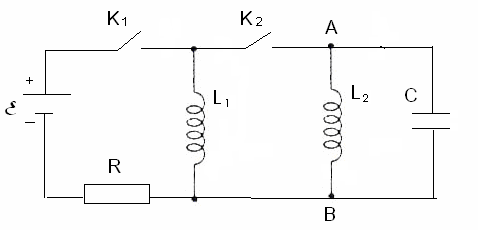 K₁ K₂ A
+
ℰ L₁ L₂ C
−
R
B